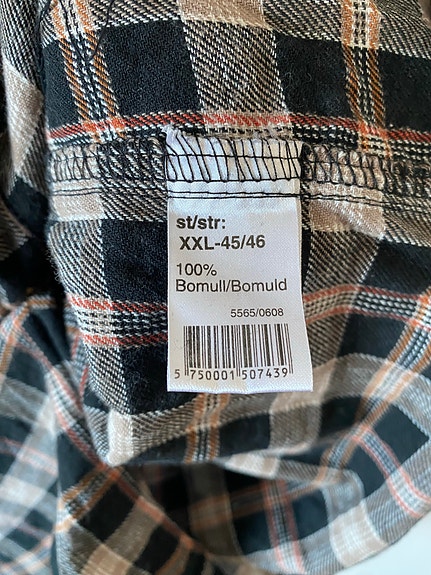 st/str:
XXL-45/46
100%
Bomull/Bomuld
5565/0608
5 750001 507439